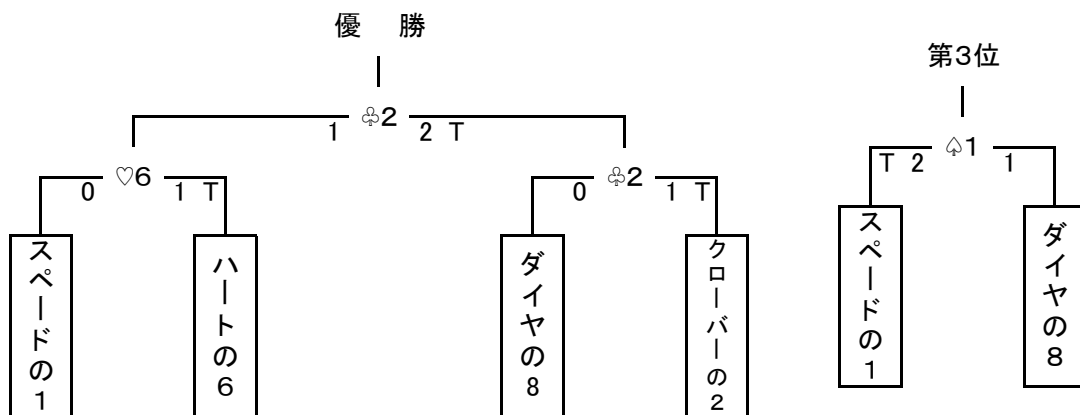 優 勝
第3位
1 ♧2 2 T
T 2 ♤1 1
0 ♡6 1 T
0 ♧2 1 T
スペードの1
ハートの6
ダイヤの8
クローバーの2
スペードの1
ダイヤの8